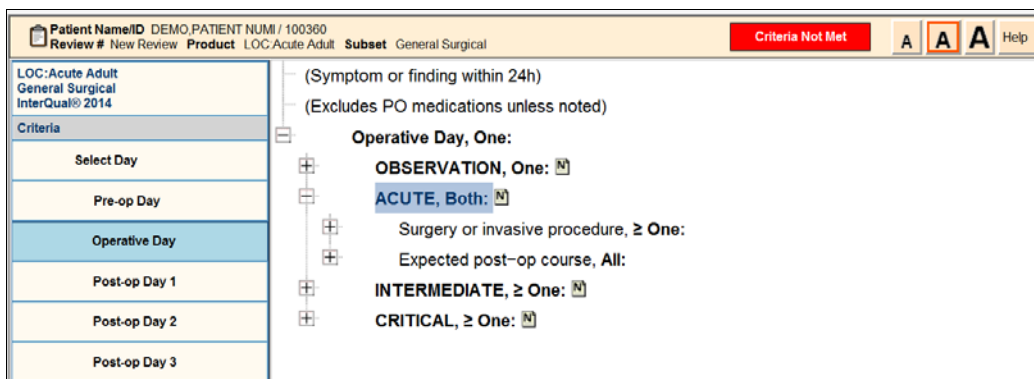 Patient Name/ID DEMO,PATIENT NUMI / 100360
Review # New Review Product LOC:Acute Adult Subset General Surgical
Criteria Not Met
A A A Help
LOC:Acute Adult
General Surgical
InterQual® 2014
Criteria
Select Day
Pre-op Day
Operative Day
Post-op Day 1
Post-op Day 2
Post-op Day 3
(Symptom or finding within 24h)
(Excludes PO medications unless noted)
Operative Day, One:
OBSERVATION, One: N
ACUTE, Both: N
Surgery or invasive procedure, ≥ One:
Expected post-op course, All:
INTERMEDIATE, ≥ One: N
CRITICAL, ≥ One: N